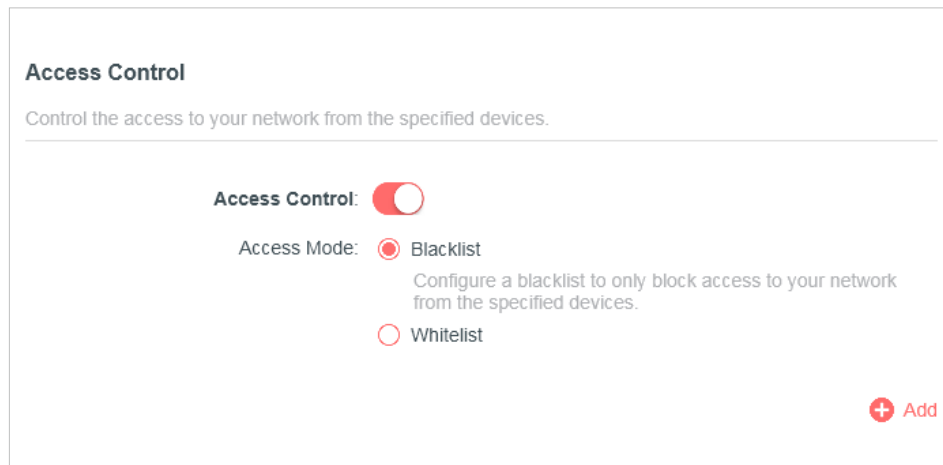 Access Control
Control the access to your network from the specified devices.
Access Control:
Access Mode: Blacklist
Configure a blacklist to only block access to your network
from the specified devices.
Whitelist
Add